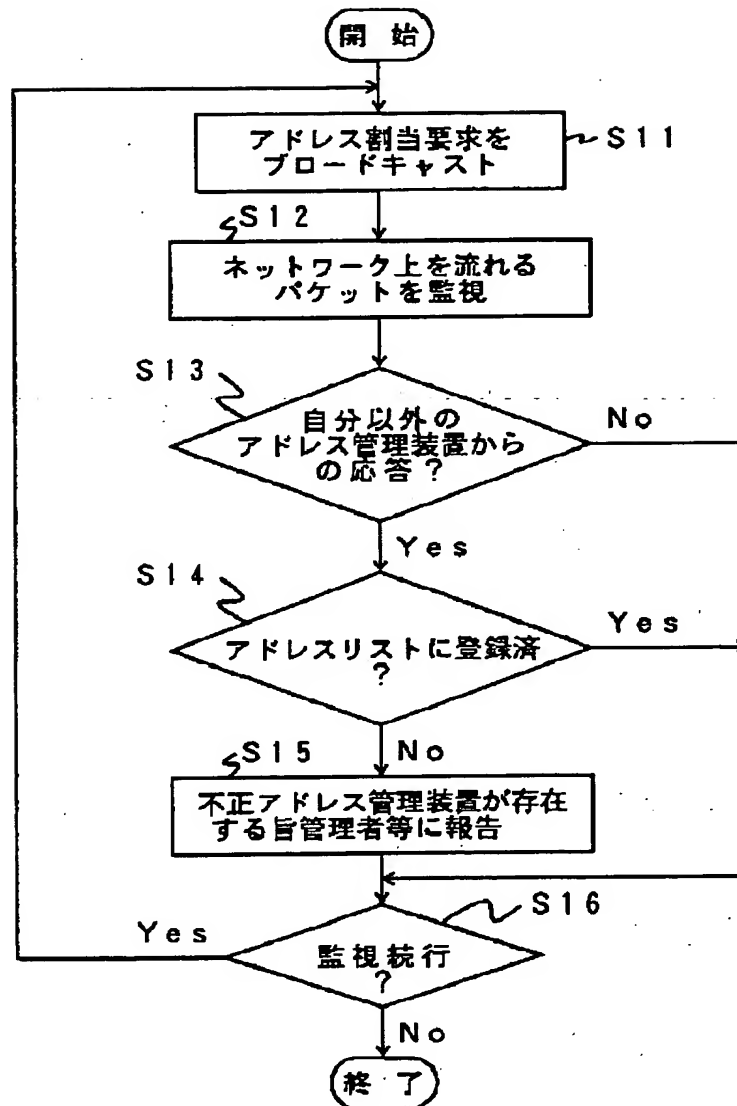 開 始
アドレス割当要求を
ブロードキャスト
S11
S12
ネットワーク上を流れる
パケットを監視
S13
自分以外の
アドレス管理装置から
の応答?
No
Yes
S14
アドレスリストに登録済
?
Yes
No
S15
不正アドレス管理装置が存在
する旨管理者等に報告
S16
Yes
監視続行
?
No
終 了